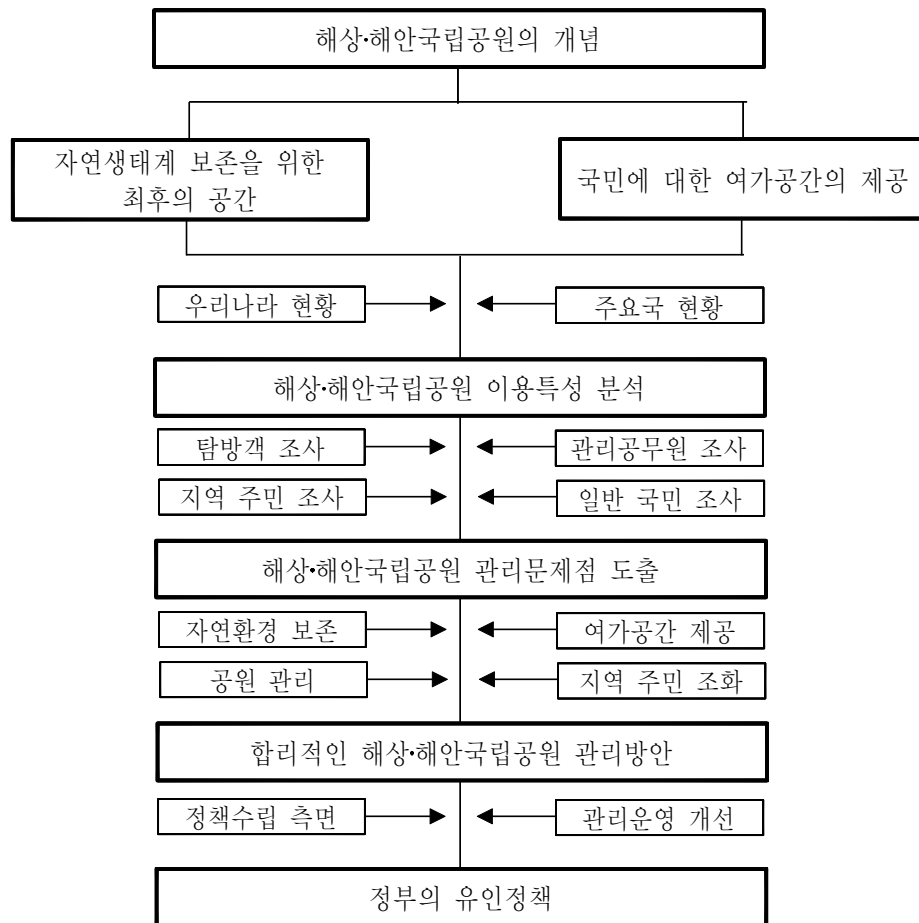 해상·해안국립공원의 개념
자연생태계 보존을 위한
최후의 공간
국민에 대한 여가공간의 제공
우리나라 현황
주요국 현황
해상·해안국립공원 이용특성 분석
탐방객 조사
관리공무원 조사
지역 주민 조사
일반 국민 조사
해상·해안국립공원 관리문제점 도출
자연환경 보존
여가공간 제공
공원 관리
지역 주민 조화
합리적인 해상·해안국립공원 관리방안
정책수립 측면
관리운영 개선
정부의 유인정책